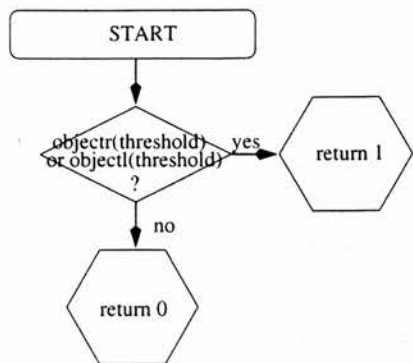 START
objectr(threshold)
or objectl(threshold)
?
yes
return 1
no
return 0